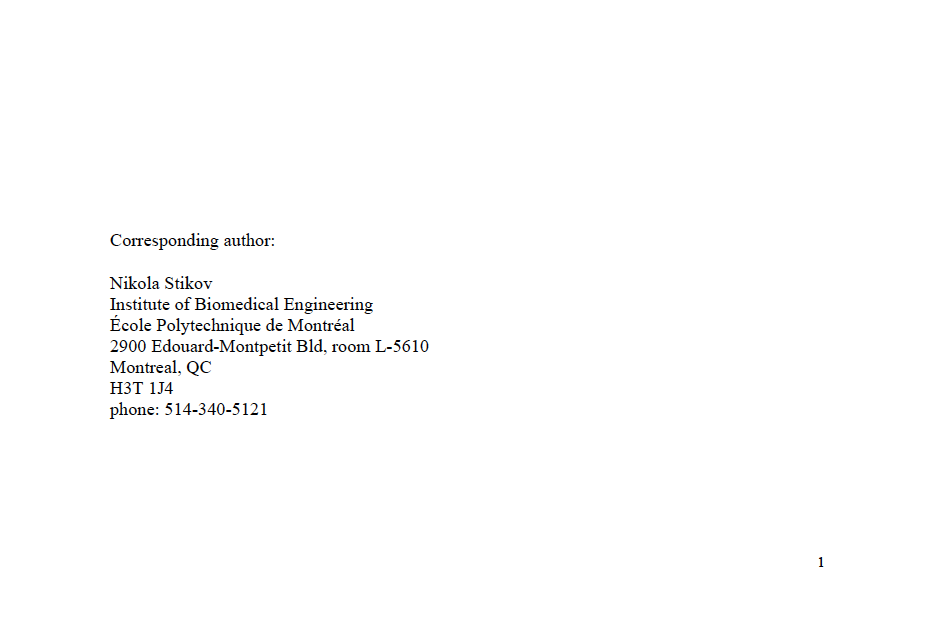 Corresponding author:
Nikola Stikov
Institute of Biomedical Engineering
École Polytechnique de Montréal
2900 Edouard-Montpetit Bld, room L-5610
Montreal, QC
H3T 1J4
phone: 514-340-5121
1